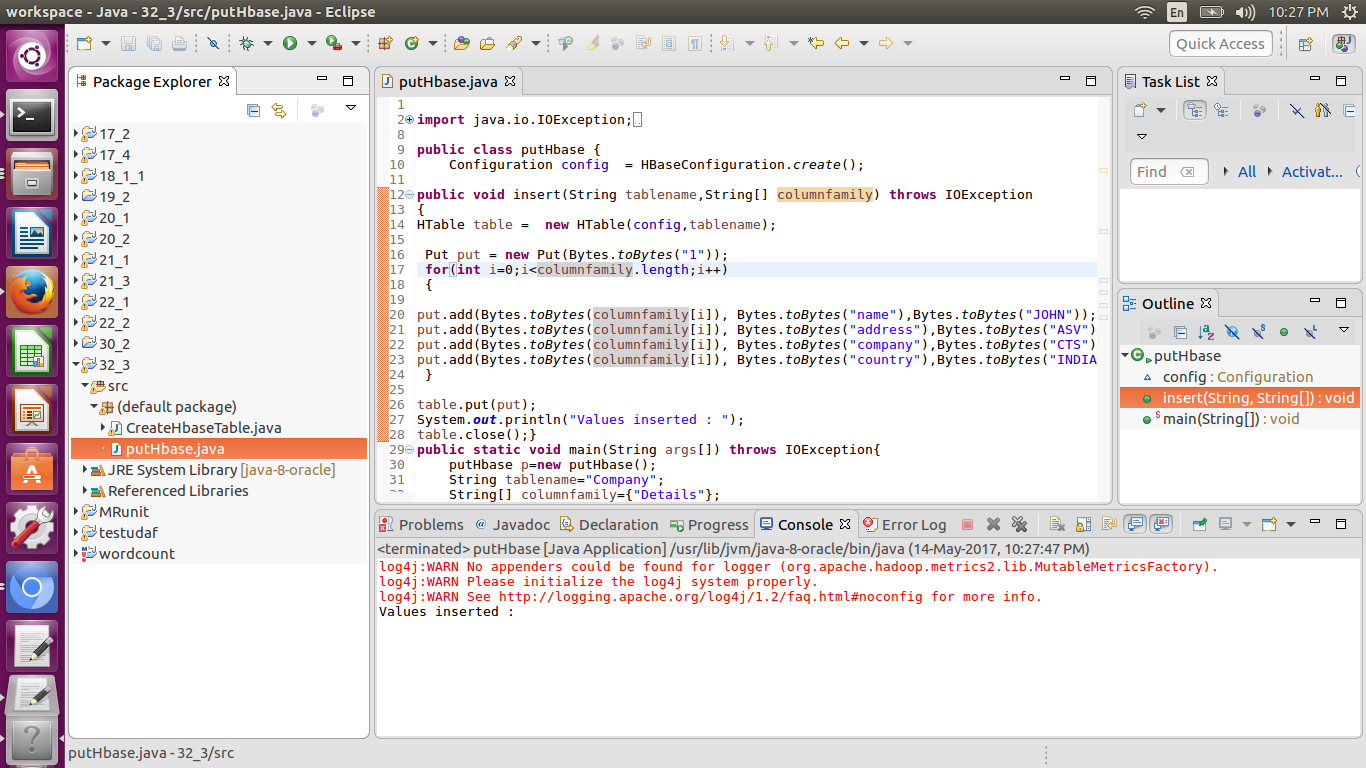 workspace - Java - 32_3/src/putHbase.java - Eclipse
En
10:27 PM
Quick Access
Package Explorer
17_2
17_4
18_1_1
19_2
20_1
20_2
21_1
21_3
22_1
22_2
30_2
32_3
src
(default package)
CreateHbaseTable.java
putHbase.java
JRE System Library [java-8-oracle]
Referenced Libraries
MRunit
testudaf
wordcount
putHbase.java
1
2 import java.io.IOException;
8
9 public class putHbase {
10 Configuration config  = HBaseConfiguration.create();
11
12 public void insert(String tablename,String[] columnfamily) throws IOException
13 {
14 HTable table =  new HTable(config,tablename);
15
16 Put put = new Put(Bytes.toBytes("1"));
17 for(int i=0;i<columnfamily.length;i++)
18 {
19
20 put.add(Bytes.toBytes(columnfamily[i]), Bytes.toBytes("name"),Bytes.toBytes("JOHN"));
21 put.add(Bytes.toBytes(columnfamily[i]), Bytes.toBytes("address"),Bytes.toBytes("ASV")
22 put.add(Bytes.toBytes(columnfamily[i]), Bytes.toBytes("company"),Bytes.toBytes("CTS")
23 put.add(Bytes.toBytes(columnfamily[i]), Bytes.toBytes("country"),Bytes.toBytes("INDIA
24 }
25
26 table.put(put);
27 System.out.println("Values inserted : ");
28 table.close();}
29 public static void main(String args[]) throws IOException{
30 putHbase p=new putHbase();
31 String tablename="Company";
String[] columnfamily={"Details"};
Task List
Find
All
Activat...
Outline
putHbase
config : Configuration
insert(String, String[]) : void
main(String[]) : void
Problems
@ Javadoc
Declaration
Progress
Console
Error Log
<terminated> putHbase [Java Application] /usr/lib/jvm/java-8-oracle/bin/java (14-May-2017, 10:27:47 PM)
log4j:WARN No appenders could be found for logger (org.apache.hadoop.metrics2.lib.MutableMetricsFactory).
log4j:WARN Please initialize the log4j system properly.
log4j:WARN See http://logging.apache.org/log4j/1.2/faq.html#noconfig for more info.
Values inserted :
putHbase.java - 32_3/src